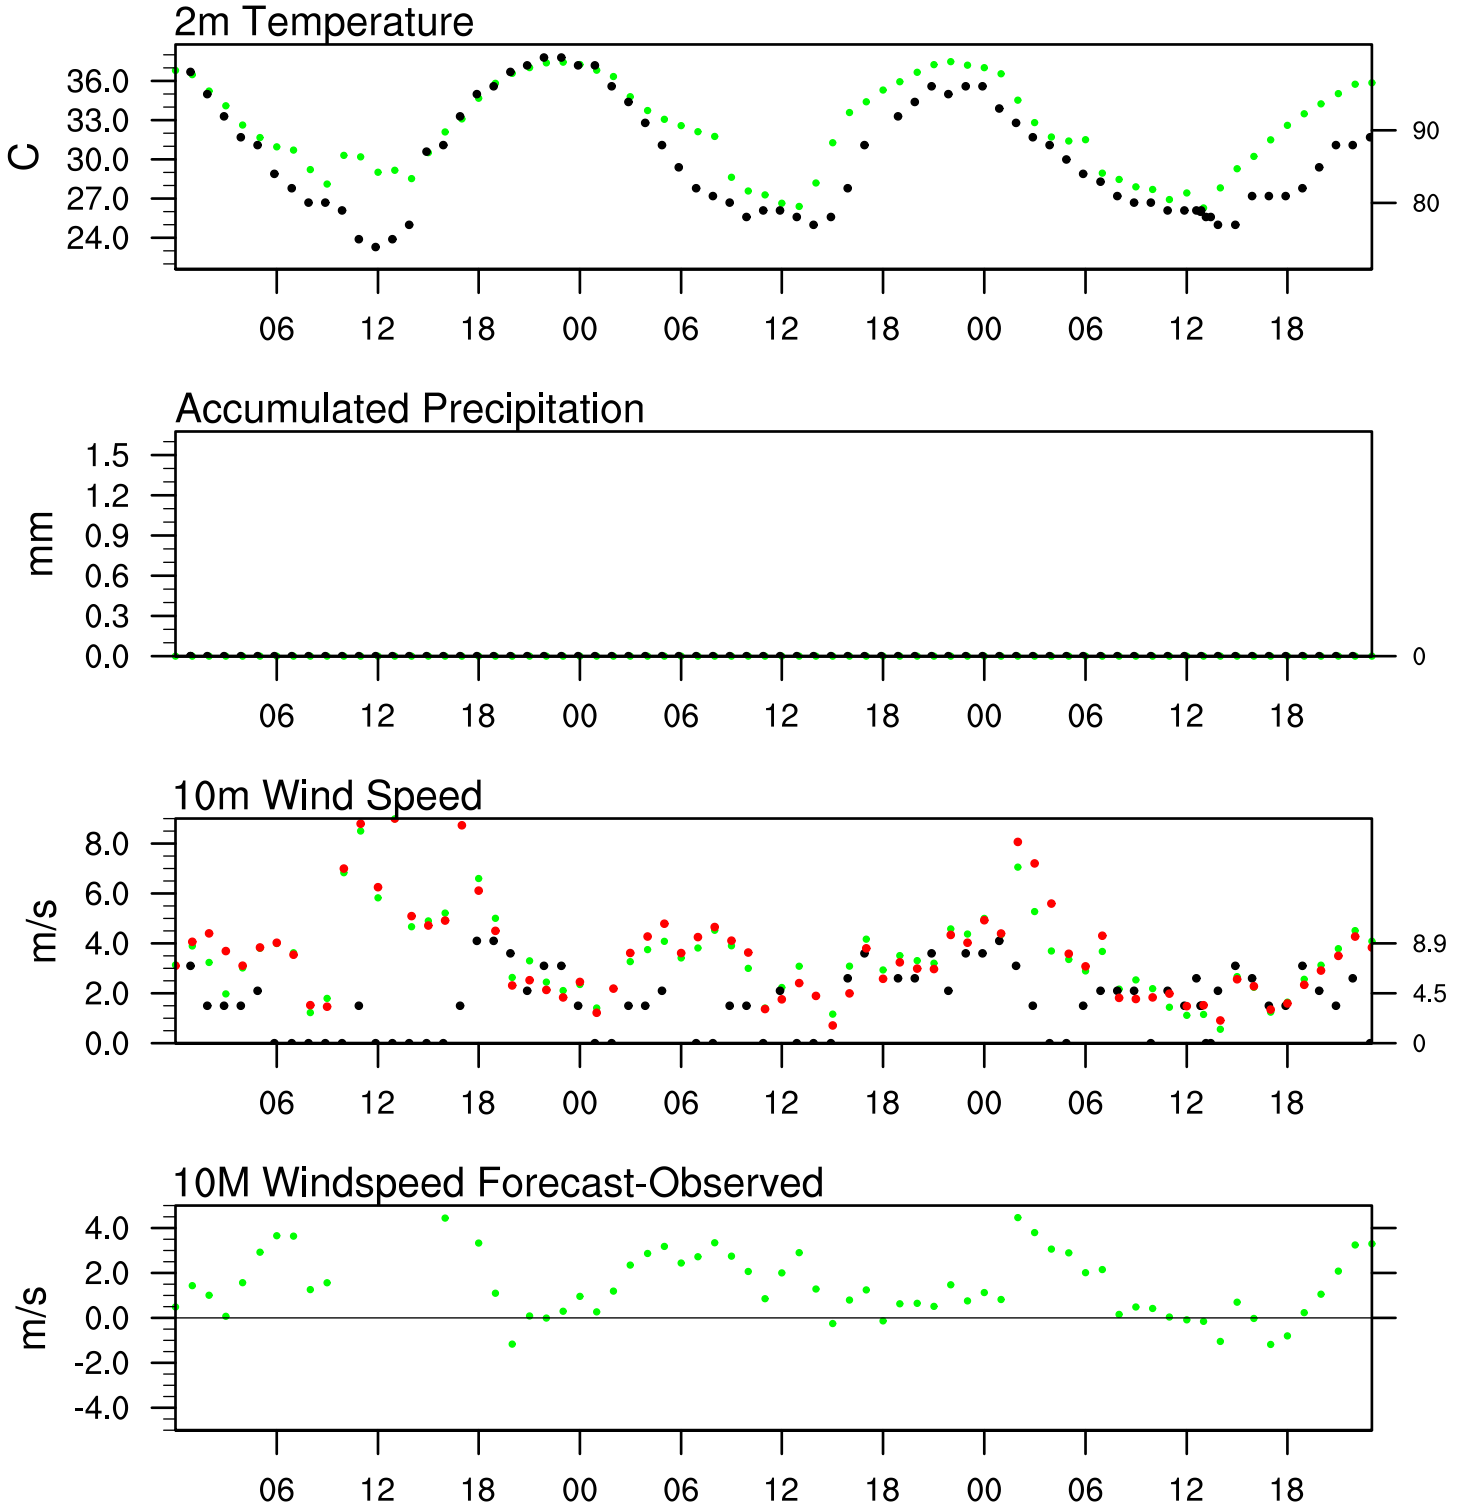 2m Temperature
C
36.0
33.0
30.0
27.0
24.0
90
80
06 12 18 00 06 12 18 00 06 12 18
Accumulated Precipitation
mm
1.5
1.2
0.9
0.6
0.3
0.0
0
06 12 18 00 06 12 18 00 06 12 18
10m Wind Speed
m/s
8.0
6.0
4.0
2.0
0.0
8.9
4.5
0
06 12 18 00 06 12 18 00 06 12 18
10M Windspeed Forecast-Observed
m/s
4.0
2.0
0.0
-2.0
-4.0
06 12 18 00 06 12 18 00 06 12 18